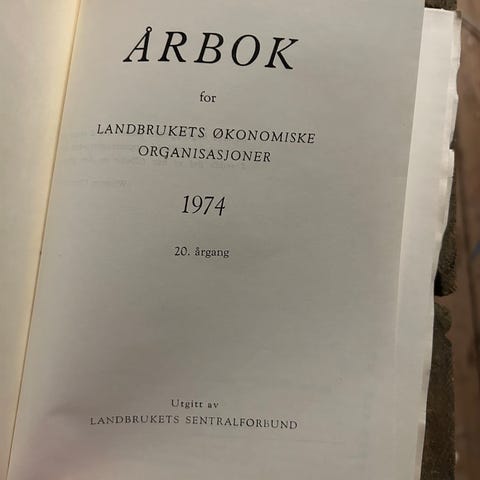 ÅRBOK
for
LANDBRUKETS ØKONOMISKE
ORGANISASJONER
1974
20. årgang
Utgitt av
LANDBRUKETS SENTRALFORBUND